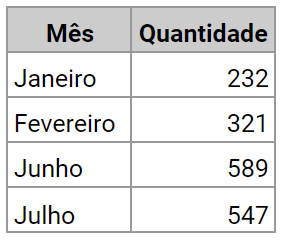 Mês Quantidade
Janeiro 232
Fevereiro 321
Junho 589
Julho 547